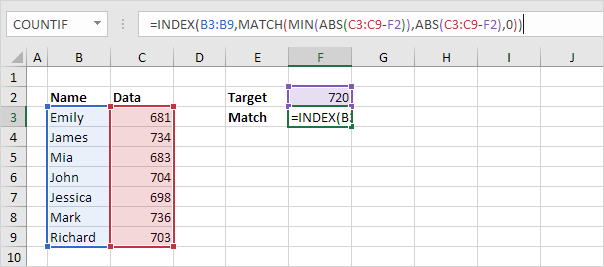 COUNTIF fx =INDEX(B3:B9,MATCH(MIN(ABS(C3:C9-F2)),ABS(C3:C9-F2),0))
A B C D E F G H I J
1
2 Name Data Target 720
3 Emily 681 Match =INDEX(B3
4 James 734
5 Mia 683
6 John 704
7 Jessica 698
8 Mark 736
9 Richard 703
10